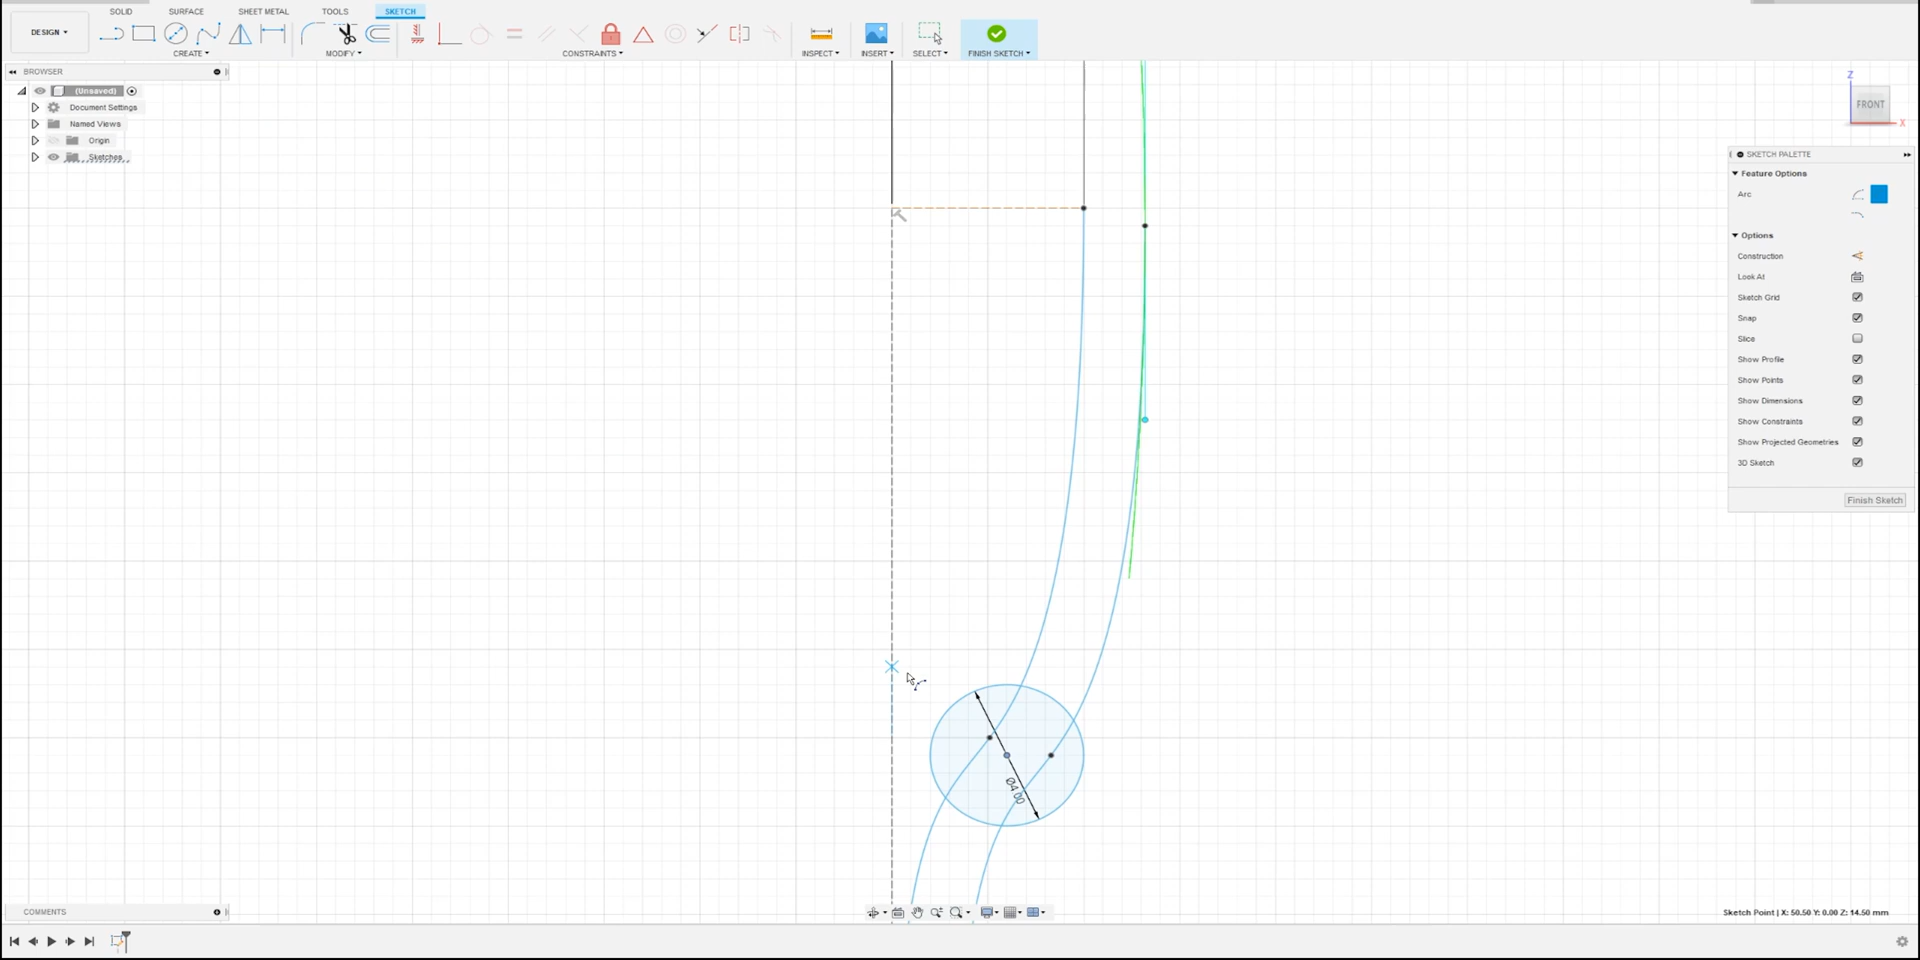 SOLID SURFACE SHEET METAL TOOLS SKETCH
DESIGN
CREATE MODIFY CONSTRAINTS INSPECT INSERT SELECT FINISH SKETCH
BROWSER
(Unsaved)
Document Settings
Named Views
Origin
Sketches
Z
FRONT
X
SKETCH PALETTE
Feature Options
Arc
Options
Construction
Look At
Sketch Grid
Snap
Slice
Show Profile
Show Points
Show Dimensions
Show Constraints
Show Projected Geometries
3D Sketch
Finish Sketch
Ø4.00
COMMENTS
Sketch Point | X: 50.50 Y: 0.00 Z: 14.50 mm